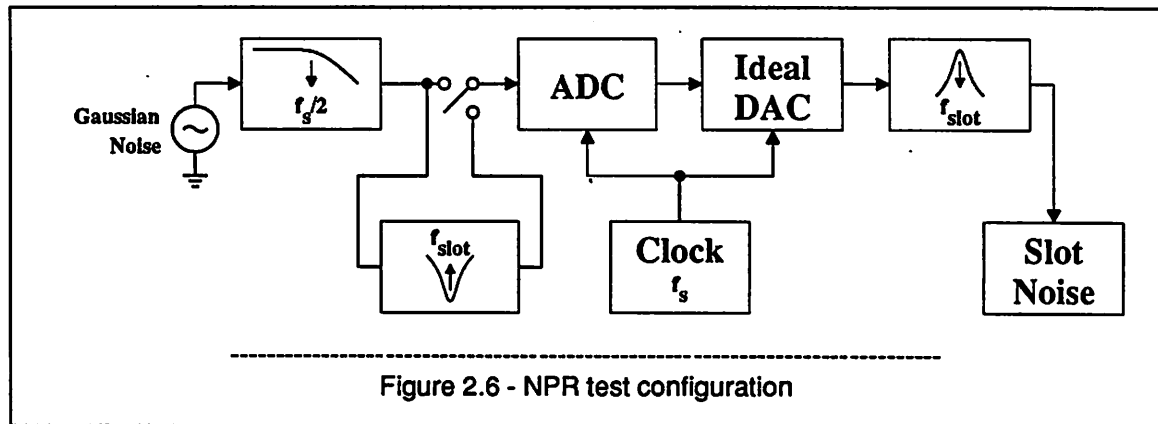 Gaussian
Noise
f_s/2
f_slot
ADC
Ideal
DAC
f_slot
Clock
f_s
Slot
Noise
Figure 2.6 - NPR test configuration